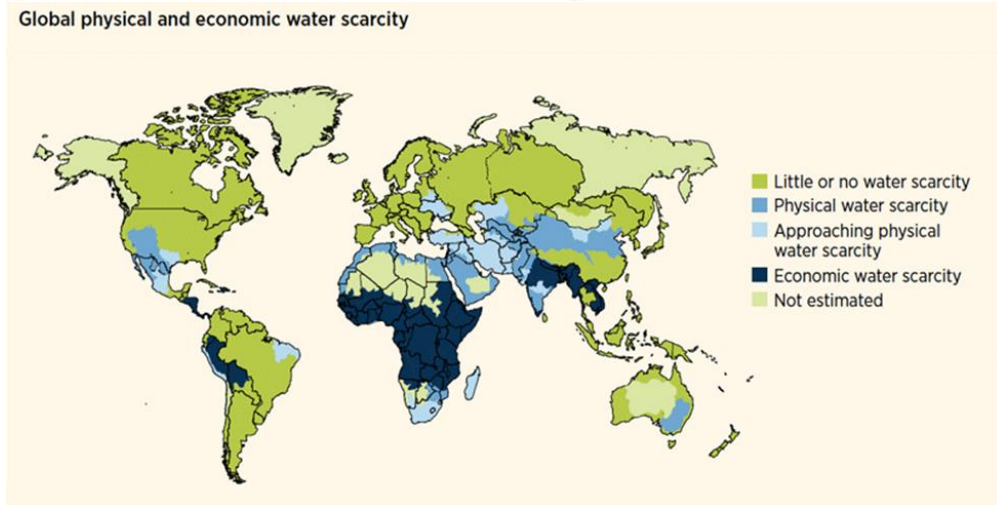 Global physical and economic water scarcity
Little or no water scarcity
Physical water scarcity
Approaching physical
water scarcity
Economic water scarcity
Not estimated